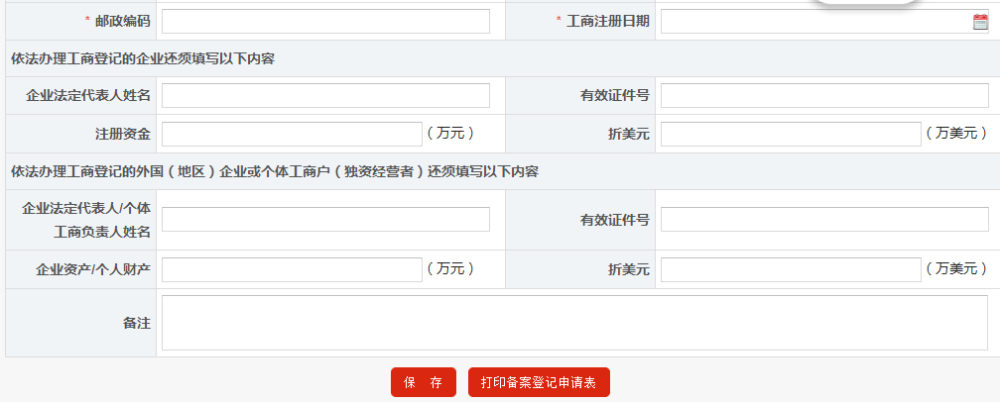 * 邮政编码
* 工商注册日期
依法办理工商登记的企业还须填写以下内容
企业法定代表人姓名
有效证件号
注册资金 （万元）
折美元 （万美元）
依法办理工商登记的外国（地区）企业或个体工商户（独资经营者）还须填写以下内容
企业法定代表人/个体
工商负责人姓名
有效证件号
企业资产/个人财产 （万元）
折美元 （万美元）
备注
保 存
打印备案登记申请表